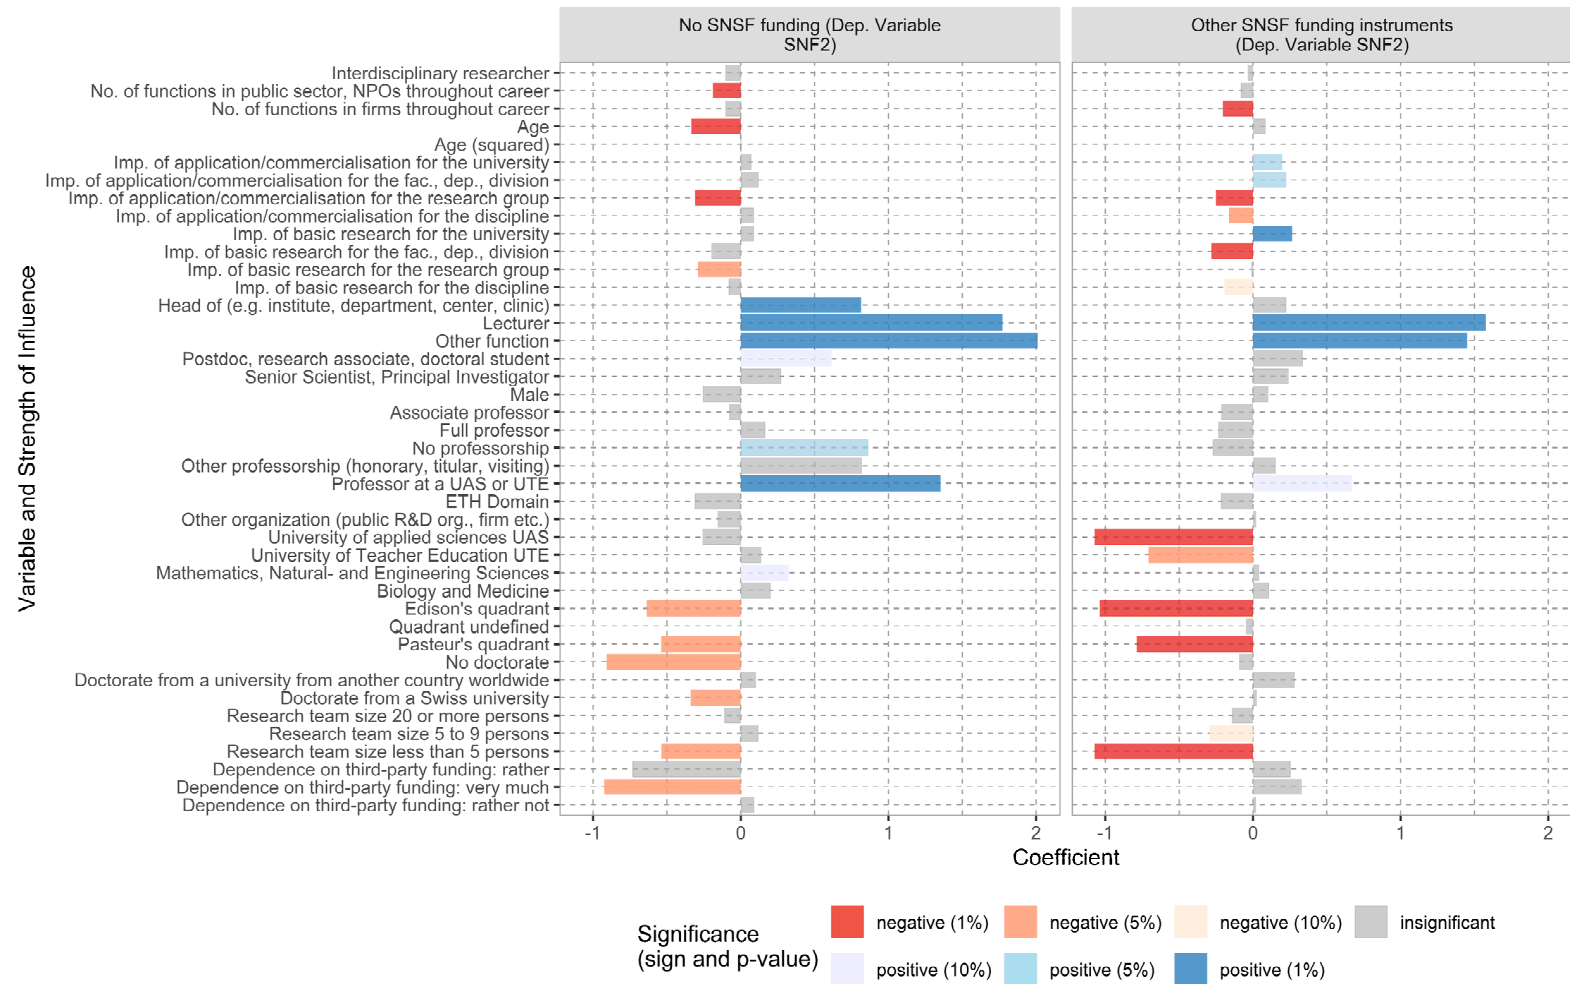 No SNSF funding (Dep. Variable
SNF2)
Other SNSF funding instruments
(Dep. Variable SNF2)
Variable and Strength of Influence
Interdisciplinary researcher
No. of functions in public sector, NPOs throughout career
No. of functions in firms throughout career
Age
Age (squared)
Imp. of application/commercialisation for the university
Imp. of application/commercialisation for the fac., dep., division
Imp. of application/commercialisation for the research group
Imp. of application/commercialisation for the discipline
Imp. of basic research for the university
Imp. of basic research for the fac., dep., division
Imp. of basic research for the research group
Imp. of basic research for the discipline
Head of (e.g. institute, department, center, clinic)
Lecturer
Other function
Postdoc, research associate, doctoral student
Senior Scientist, Principal Investigator
Male
Associate professor
Full professor
No professorship
Other professorship (honorary, titular, visiting)
Professor at a UAS or UTE
ETH Domain
Other organization (public R&D org., firm etc.)
University of applied sciences UAS
University of Teacher Education UTE
Mathematics, Natural- and Engineering Sciences
Biology and Medicine
Edison's quadrant
Quadrant undefined
Pasteur's quadrant
No doctorate
Doctorate from a university from another country worldwide
Doctorate from a Swiss university
Research team size 20 or more persons
Research team size 5 to 9 persons
Research team size less than 5 persons
Dependence on third-party funding: rather
Dependence on third-party funding: very much
Dependence on third-party funding: rather not
-1 0 1 2
-1 0 1 2
Coefficient
Significance
(sign and p-value)
negative (1%)
negative (5%)
negative (10%)
insignificant
positive (10%)
positive (5%)
positive (1%)